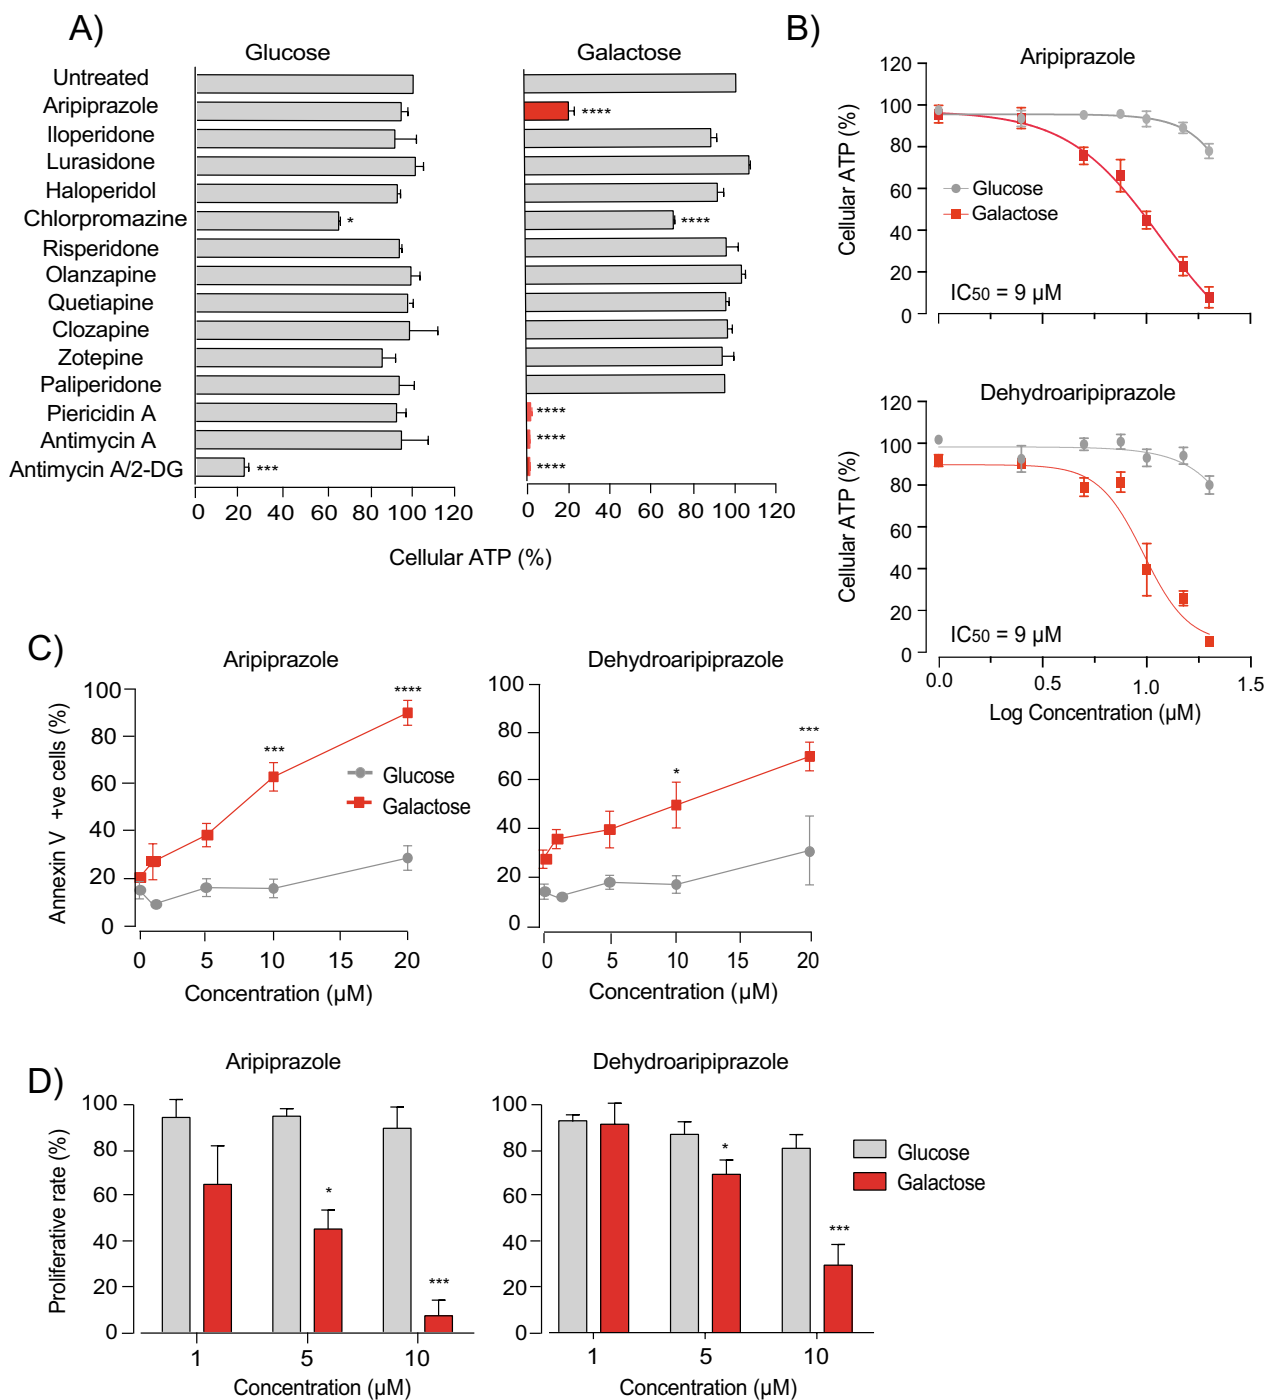 A)
Glucose
Galactose
Untreated
Aripiprazole
****
Iloperidone
Lurasidone
Haloperidol
Chlorpromazine
*
****
Risperidone
Olanzapine
Quetiapine
Clozapine
Zotepine
Paliperidone
Piericidin A
****
Antimycin A
****
Antimycin A/2-DG
***
****
0 20 40 60 80 100 120
0 20 40 60 80 100 120
Cellular ATP (%)
B)
Aripiprazole
120
100
80
60
40
20
0
Cellular ATP (%)
Glucose
Galactose
IC50 = 9 µM
Dehydroaripiprazole
120
100
80
60
40
20
0
Cellular ATP (%)
IC50 = 9 µM
0.0 0.5 1.0 1.5
Log Concentration (µM)
C)
Aripiprazole
100
80
60
40
20
0
Annexin V +ve cells (%)
***
****
Glucose
Galactose
0 5 10 15 20
Concentration (µM)
Dehydroaripiprazole
100
80
60
40
20
0
*
***
0 5 10 15 20
Concentration (µM)
D)
Aripiprazole
100
80
60
40
20
0
Proliferative rate (%)
*
***
1 5 10
Concentration (µM)
Dehydroaripiprazole
100
80
60
40
20
0
*
***
Glucose
Galactose
1 5 10
Concentration (µM)